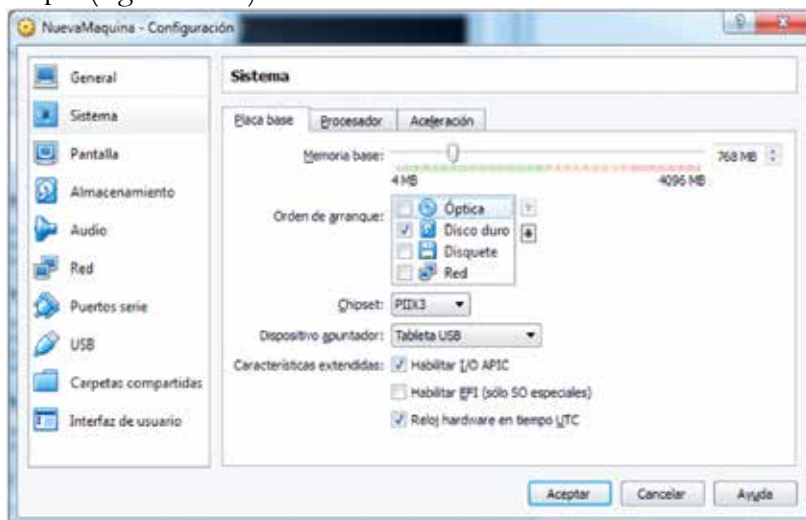 NuevaMaquina - Configuración
General
Sistema
Pantalla
Almacenamiento
Audio
Red
Puertos serie
USB
Carpetas compartidas
Interfaz de usuario
Sistema
Placa base Procesador Aceleración
Memoria base: 768 MB
4 MB 4096 MB
Orden de arranque: Óptica
Disco duro
Disquete
Red
Chipset: PIIX3
Dispositivo apuntador: Tableta USB
Características extendidas: Habilitar I/O APIC
Habilitar EFI (sólo SO especiales)
Reloj hardware en tiempo UTC
Aceptar Cancelar Ayuda